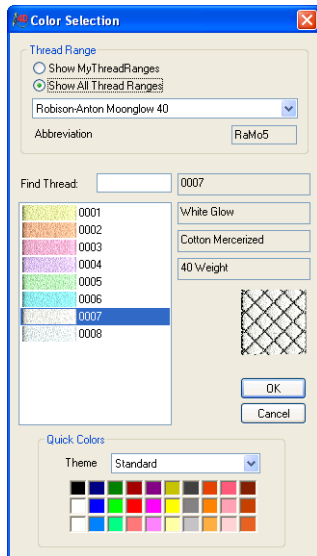 Color Selection
Thread Range
Show MyThreadRanges
Show All Thread Ranges
Robison-Anton Moonglow 40
Abbreviation RaMo5
Find Thread: 0007
0001 White Glow
0002
0003 Cotton Mercerized
0004
0005 40 Weight
0006
0007
0008
OK
Cancel
Quick Colors
Theme Standard